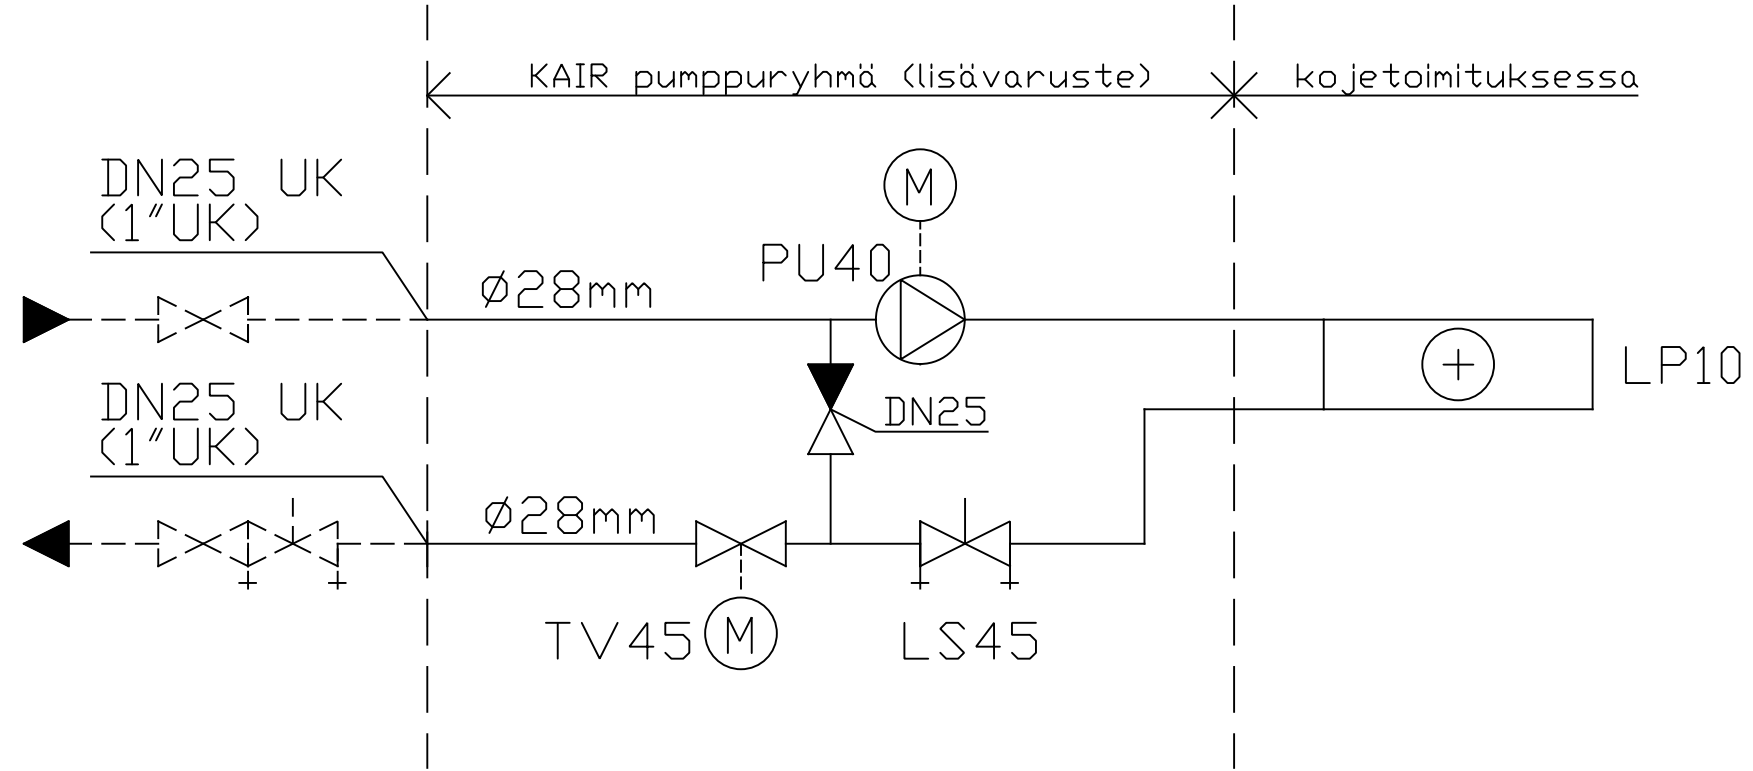 KAIR pumppuryhmä (lisävaruste)
kojetoimituksessa
DN25 UK
(1"UK)
M
PU40
Ø28mm
LP10
DN25 UK
(1"UK)
DN25
Ø28mm
TV45
M
LS45